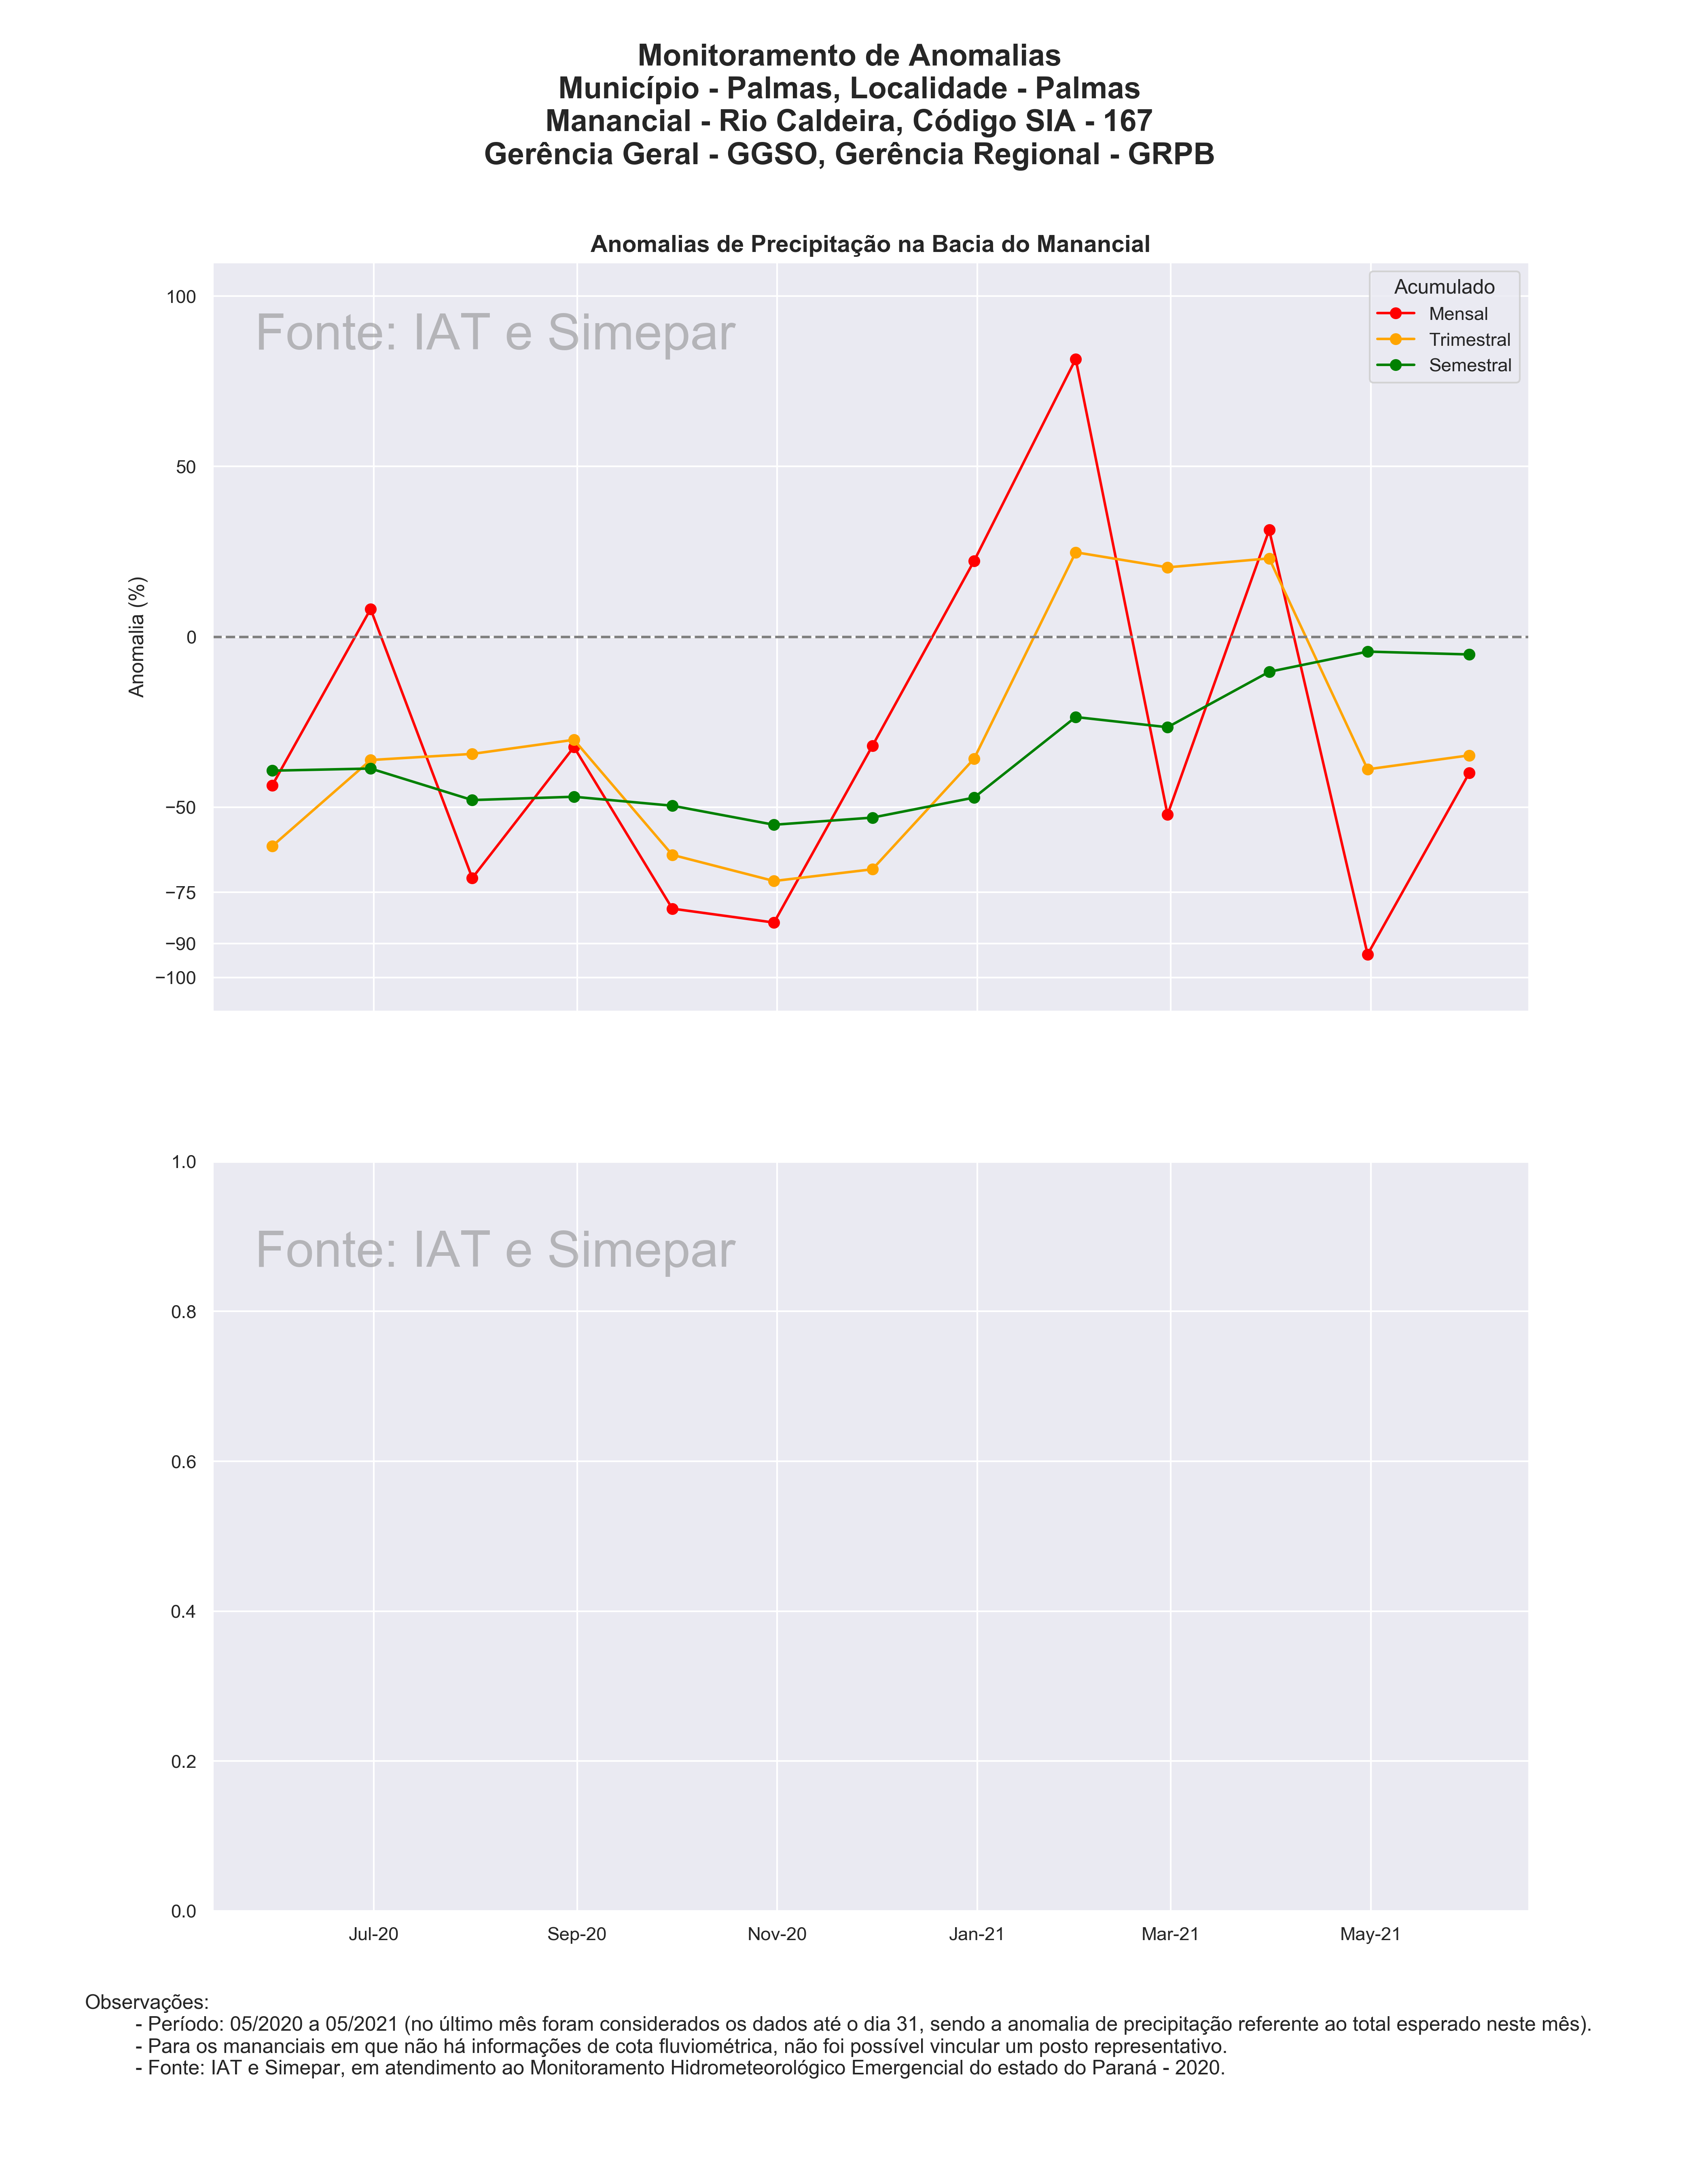 Monitoramento de Anomalias
Município - Palmas, Localidade - Palmas
Manancial - Rio Caldeira, Código SIA - 167
Gerência Geral - GGSO, Gerência Regional - GRPB
Anomalias de Precipitação na Bacia do Manancial
Fonte: IAT e Simepar
Acumulado
Mensal
Trimestral
Semestral
Anomalia (%)
100
50
0
−50
−75
−90
−100
Fonte: IAT e Simepar
1.0
0.8
0.6
0.4
0.2
0.0
Jul-20 Sep-20 Nov-20 Jan-21 Mar-21 May-21
Observações:
- Período: 05/2020 a 05/2021 (no último mês foram considerados os dados até o dia 31, sendo a anomalia de precipitação referente ao total esperado neste mês).
- Para os mananciais em que não há informações de cota fluviométrica, não foi possível vincular um posto representativo.
- Fonte: IAT e Simepar, em atendimento ao Monitoramento Hidrometeorológico Emergencial do estado do Paraná - 2020.